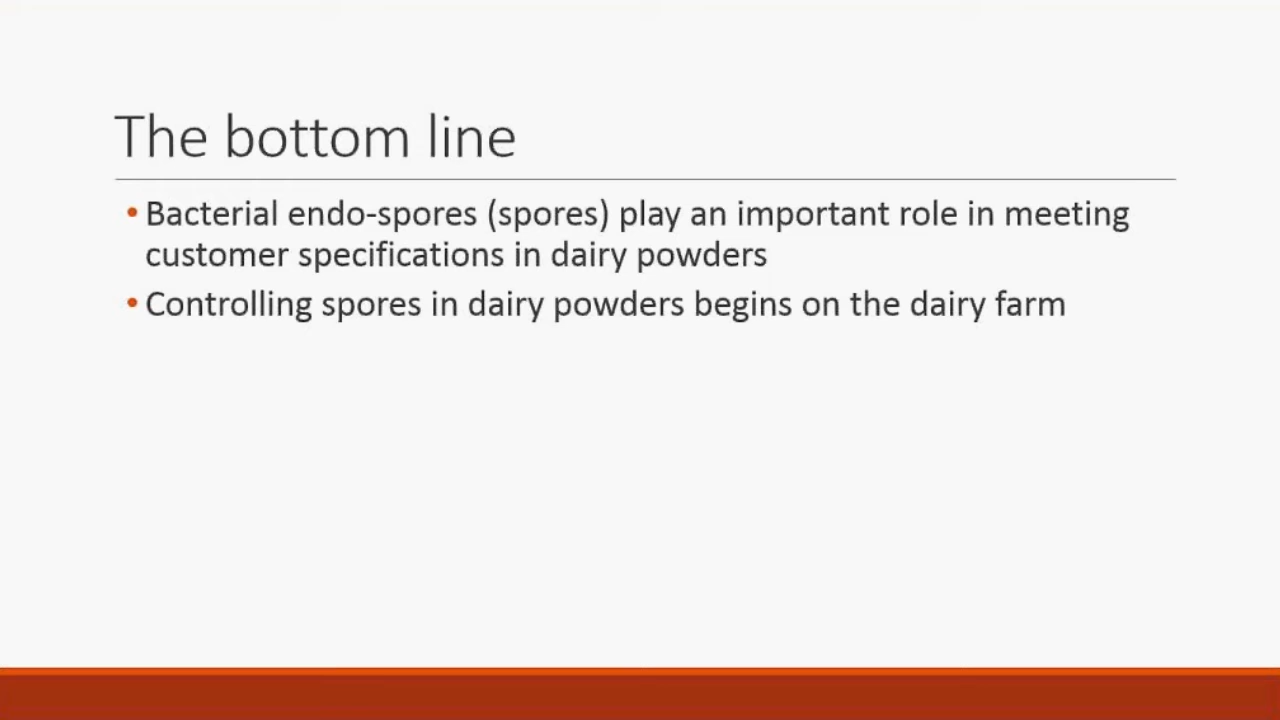 The bottom line
• Bacterial endo-spores (spores) play an important role in meeting
customer specifications in dairy powders
• Controlling spores in dairy powders begins on the dairy farm